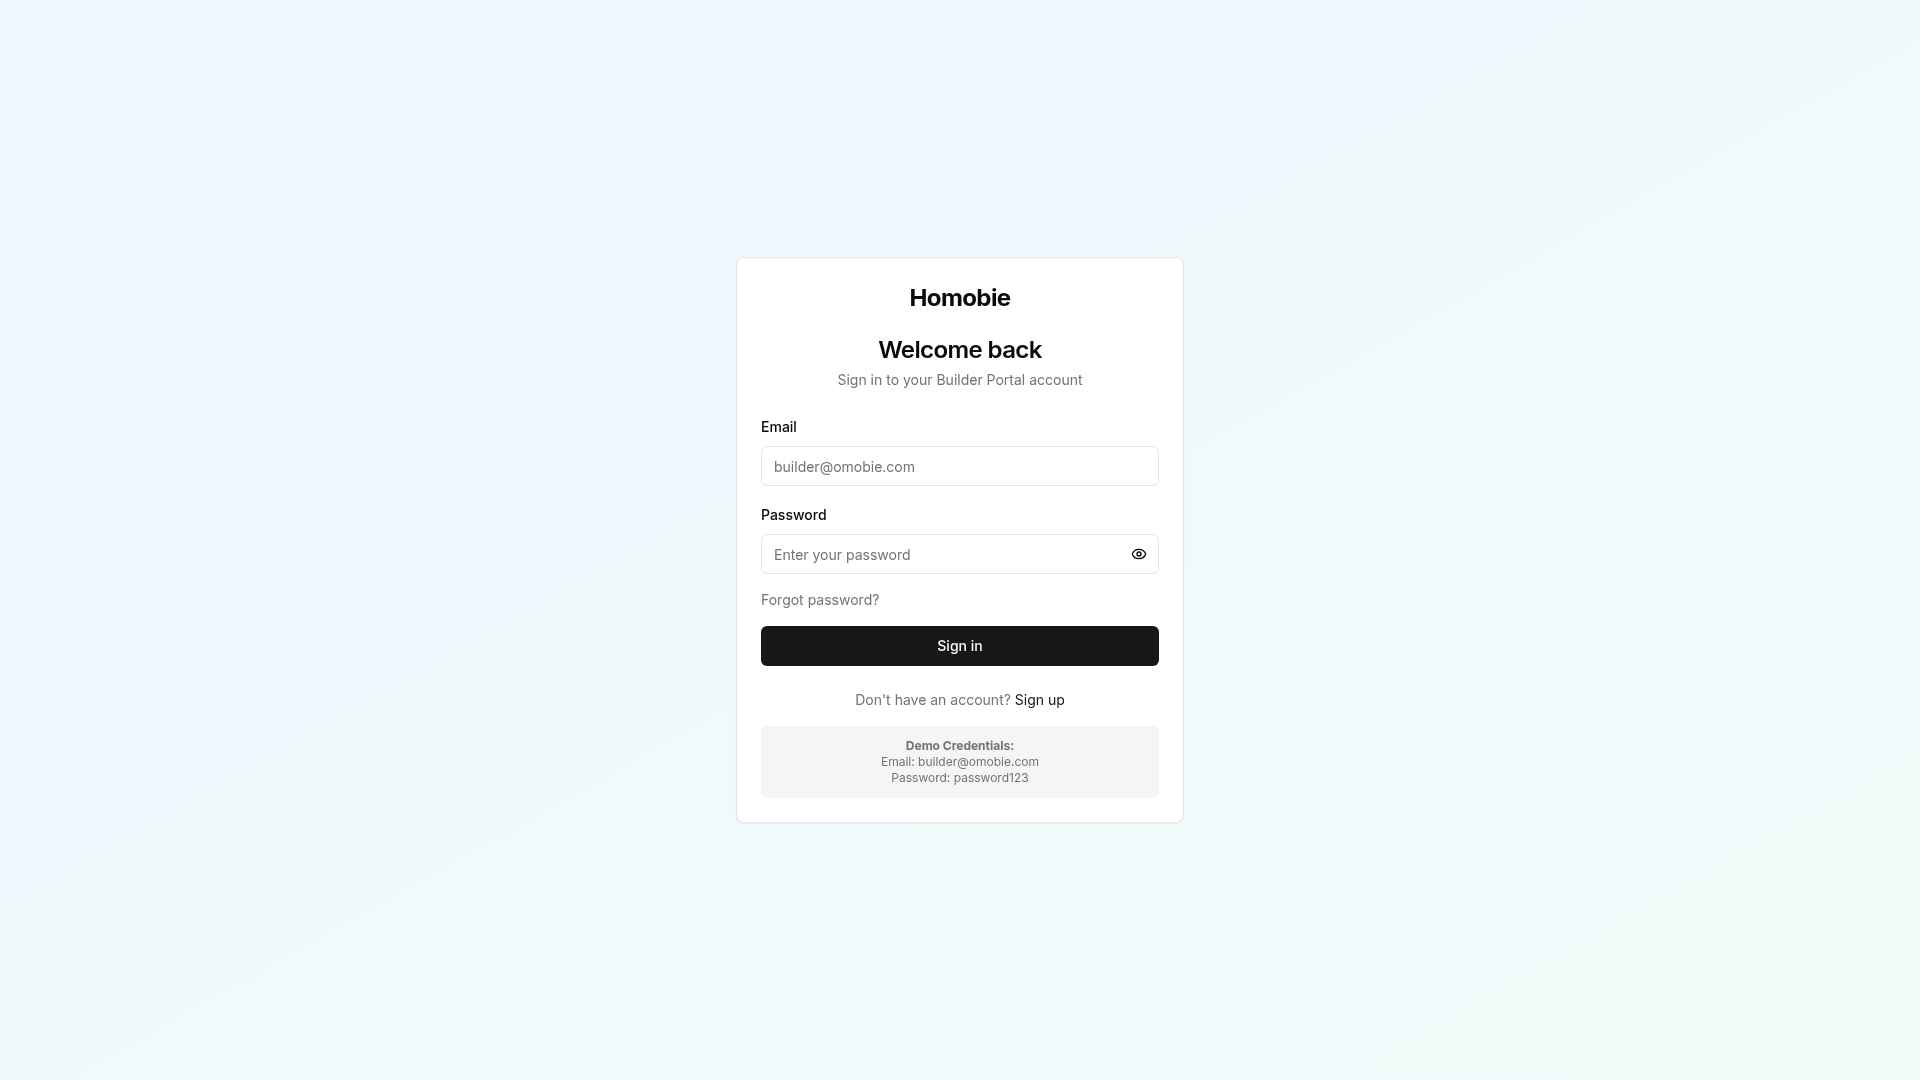 Homobie
Welcome back
Sign in to your Builder Portal account
Email
builder@omobie.com
Password
Enter your password
Forgot password?
Sign in
Don't have an account? Sign up
Demo Credentials:
Email: builder@omobie.com
Password: password123